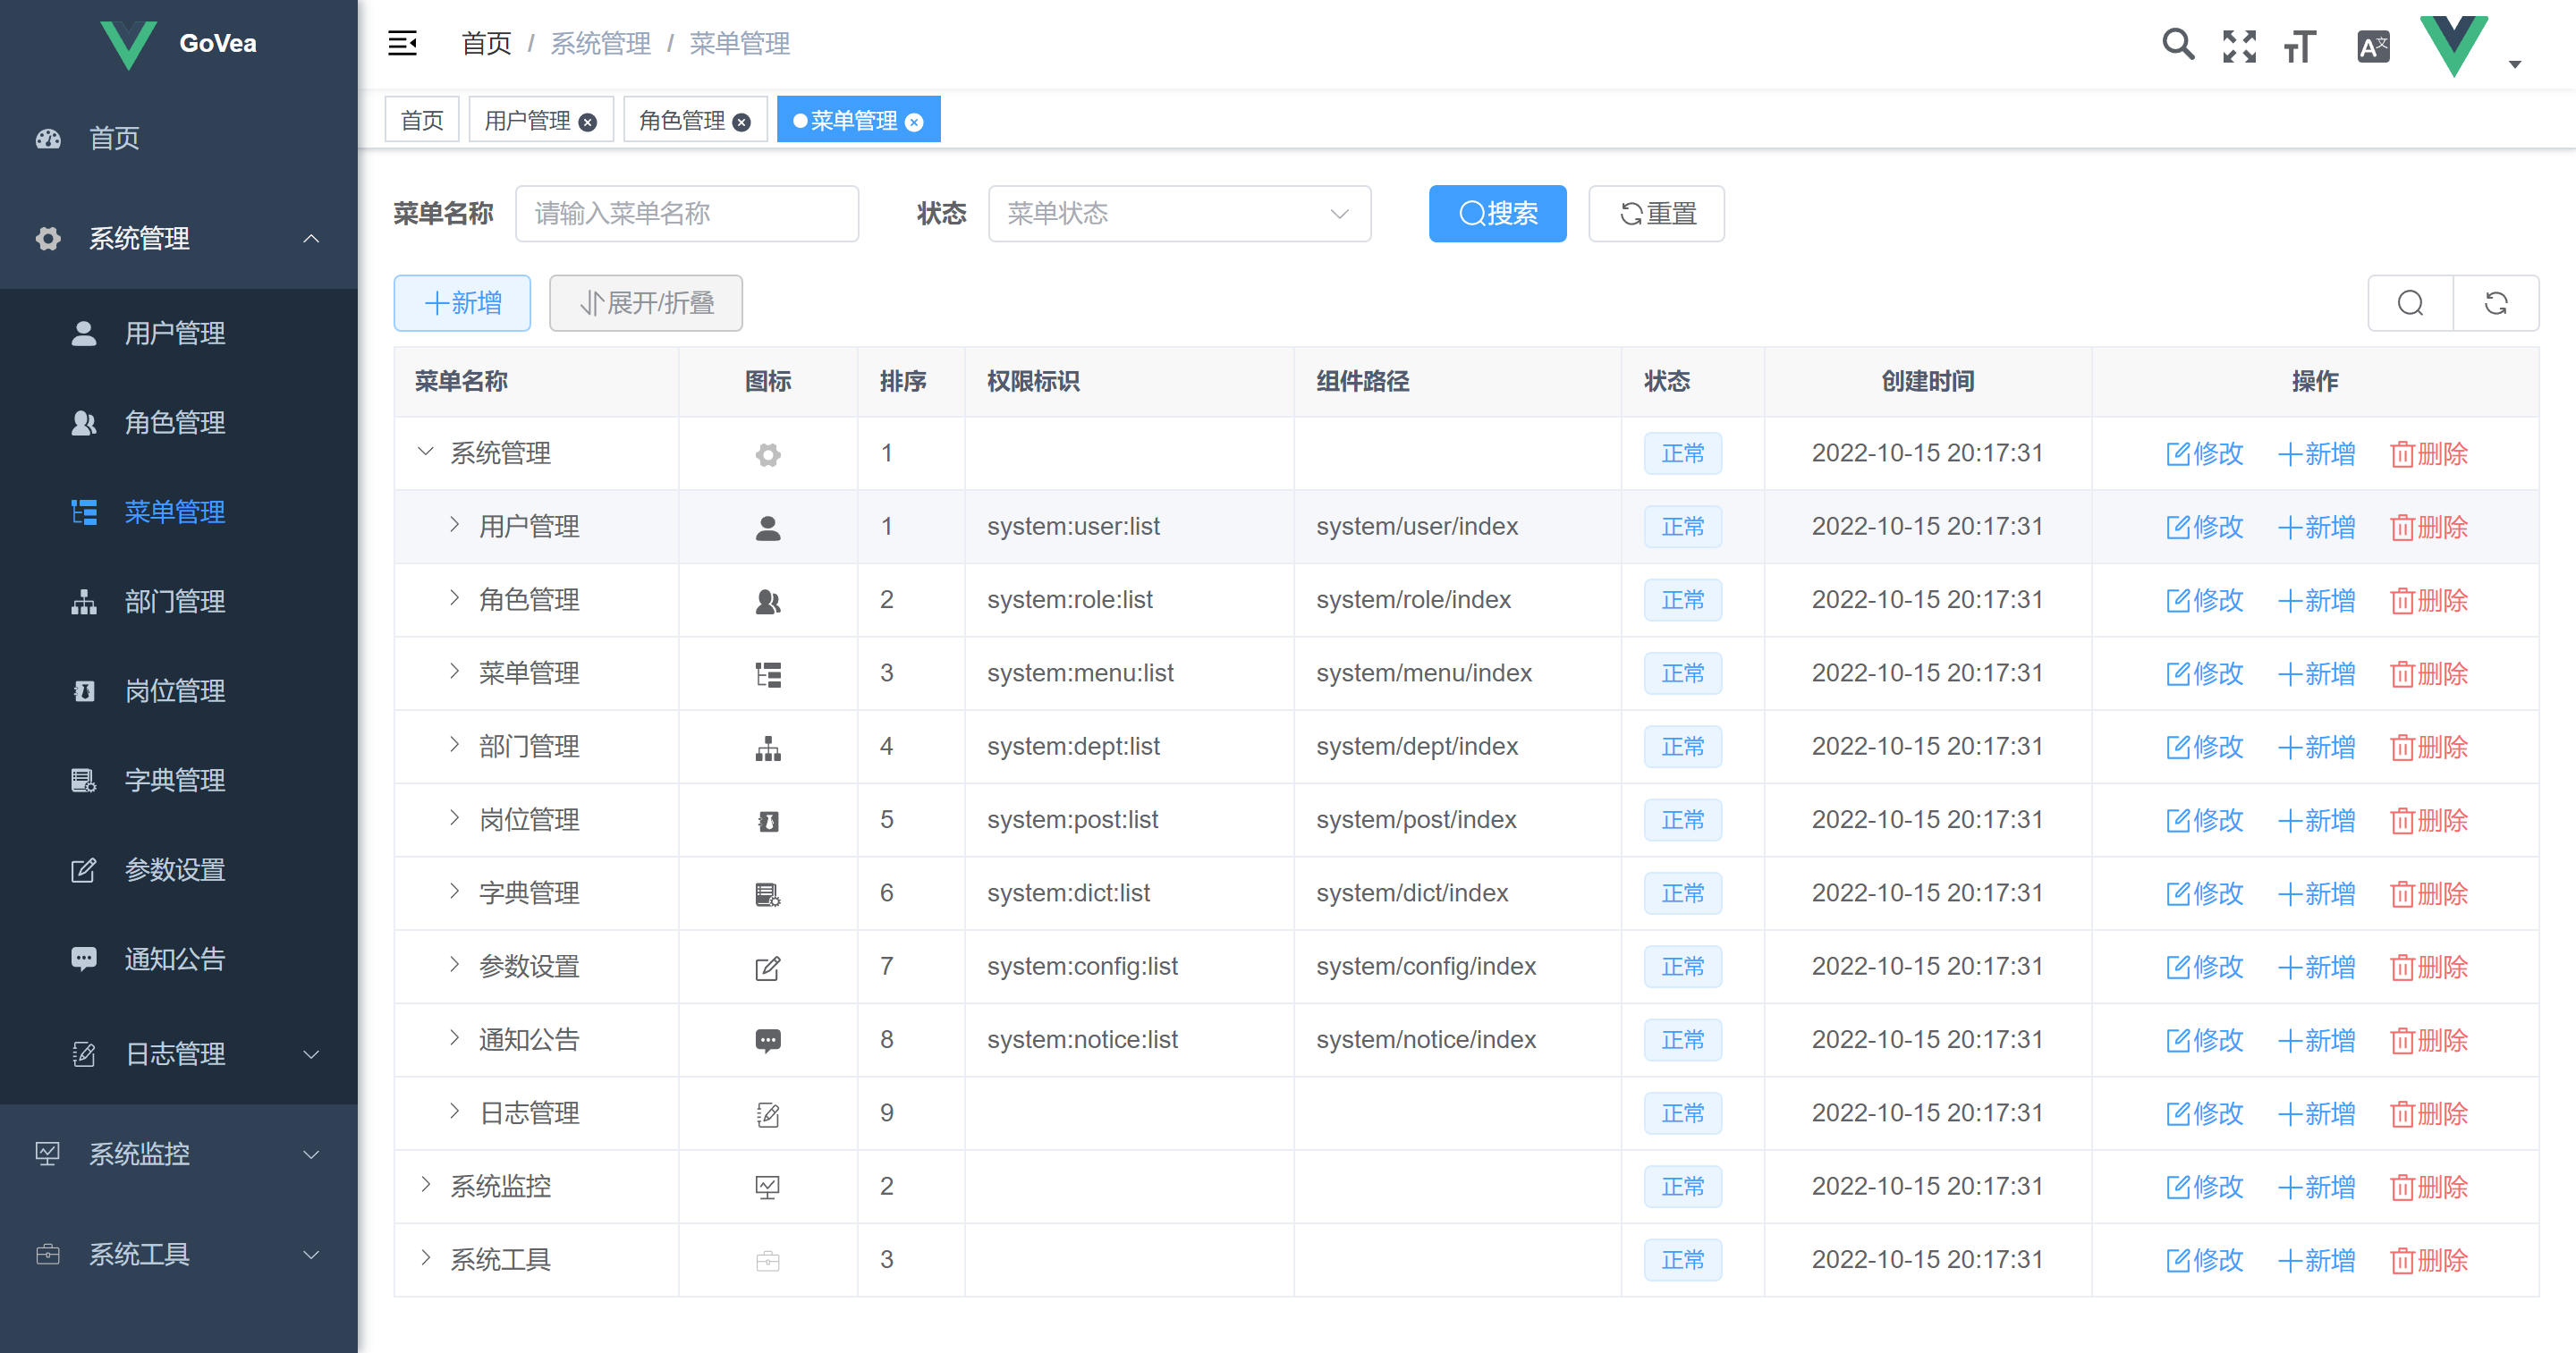 GoVea
首页
系统管理
用户管理
角色管理
菜单管理
部门管理
岗位管理
字典管理
参数设置
通知公告
日志管理
系统监控
系统工具
首页 / 系统管理 / 菜单管理
首页 用户管理 角色管理 菜单管理
菜单名称 请输入菜单名称 状态 菜单状态 搜索 重置
新增 展开/折叠
菜单名称 图标 排序 权限标识 组件路径 状态 创建时间 操作
系统管理 1 正常 2022-10-15 20:17:31 修改 新增 删除
用户管理 1 system:user:list system/user/index 正常 2022-10-15 20:17:31 修改 新增 删除
角色管理 2 system:role:list system/role/index 正常 2022-10-15 20:17:31 修改 新增 删除
菜单管理 3 system:menu:list system/menu/index 正常 2022-10-15 20:17:31 修改 新增 删除
部门管理 4 system:dept:list system/dept/index 正常 2022-10-15 20:17:31 修改 新增 删除
岗位管理 5 system:post:list system/post/index 正常 2022-10-15 20:17:31 修改 新增 删除
字典管理 6 system:dict:list system/dict/index 正常 2022-10-15 20:17:31 修改 新增 删除
参数设置 7 system:config:list system/config/index 正常 2022-10-15 20:17:31 修改 新增 删除
通知公告 8 system:notice:list system/notice/index 正常 2022-10-15 20:17:31 修改 新增 删除
日志管理 9 正常 2022-10-15 20:17:31 修改 新增 删除
系统监控 2 正常 2022-10-15 20:17:31 修改 新增 删除
系统工具 3 正常 2022-10-15 20:17:31 修改 新增 删除